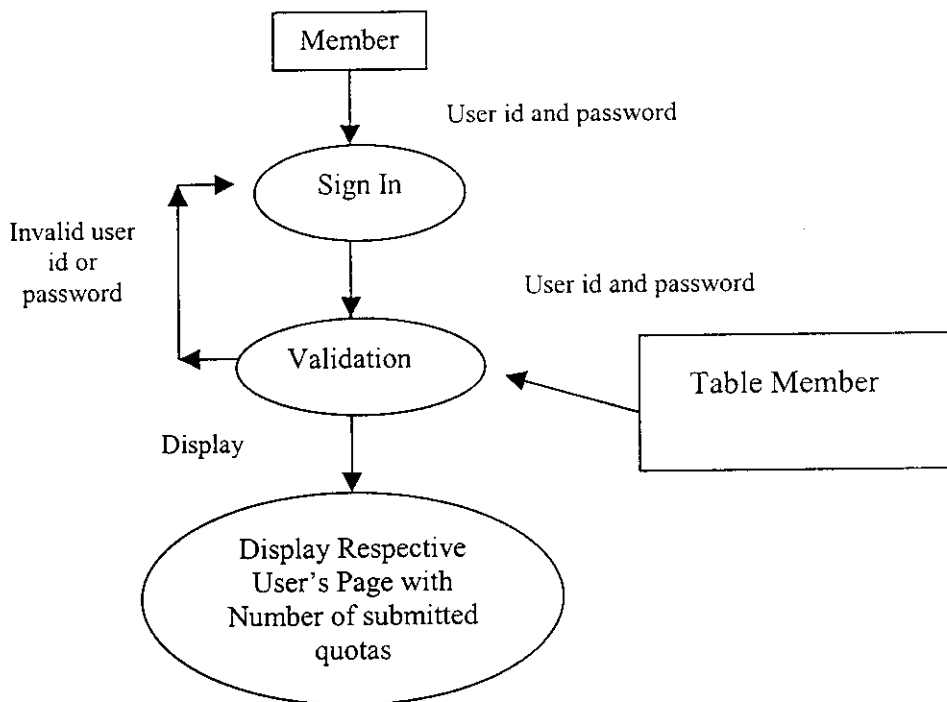 Member
User id and password
Sign In
Invalid user
id or
password
User id and password
Validation
Table Member
Display
Display Respective
User's Page with
Number of submitted
quotas